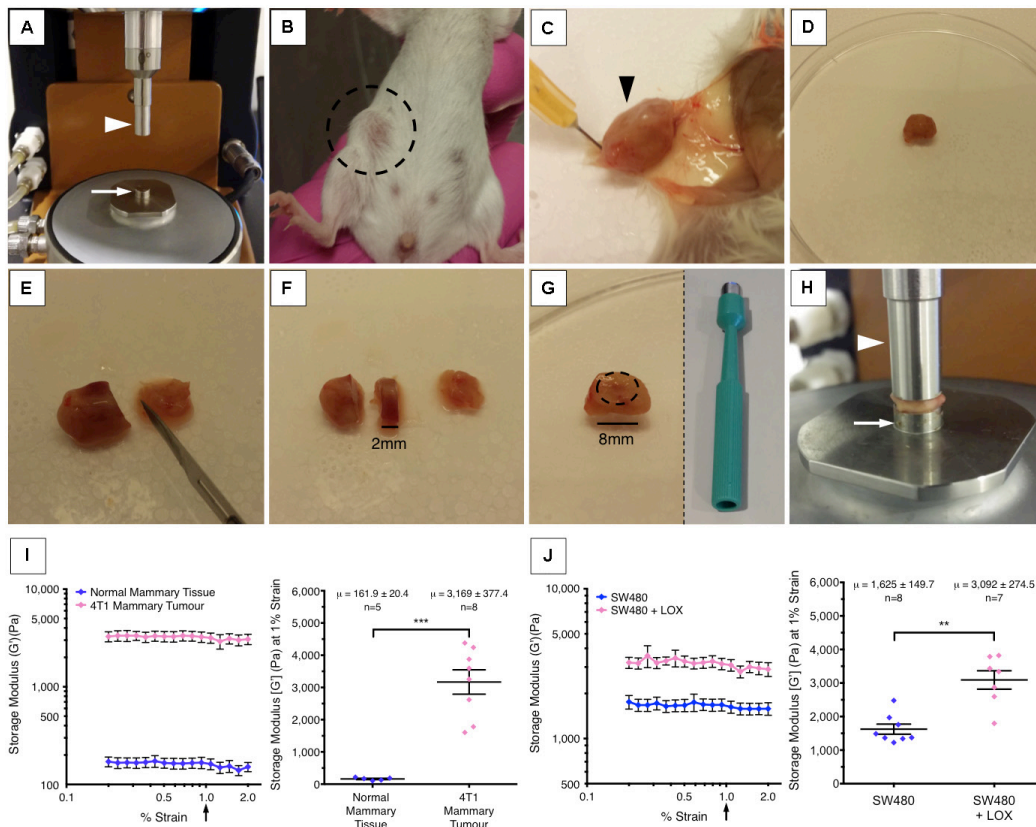 A
B
C
D
E
F
2mm
G
8mm
H
I
Storage Modulus (G')(Pa)
10,000
5,000
1,000
500
100
Normal Mammary Tissue
4T1 Mammary Tumour
0.1
0.5
1.0
2.0
% Strain
Storage Modulus [G'] (Pa) at 1% Strain
μ = 161.9 ± 20.4
n=5
μ = 3,169 ± 377.4
n=8
***
6,000
5,000
4,000
3,000
2,000
1,000
0
Normal
Mammary
Tissue
4T1
Mammary
Tumour
J
Storage Modulus (G')(Pa)
10,000
5,000
1,000
500
SW480
SW480 + LOX
0.1
0.5
1.0
2.0
% Strain
Storage Modulus [G'] (Pa) at 1% Strain
μ = 1,625 ± 149.7
n=8
μ = 3,092 ± 274.5
n=7
**
6,000
5,000
4,000
3,000
2,000
1,000
0
SW480
SW480
+ LOX